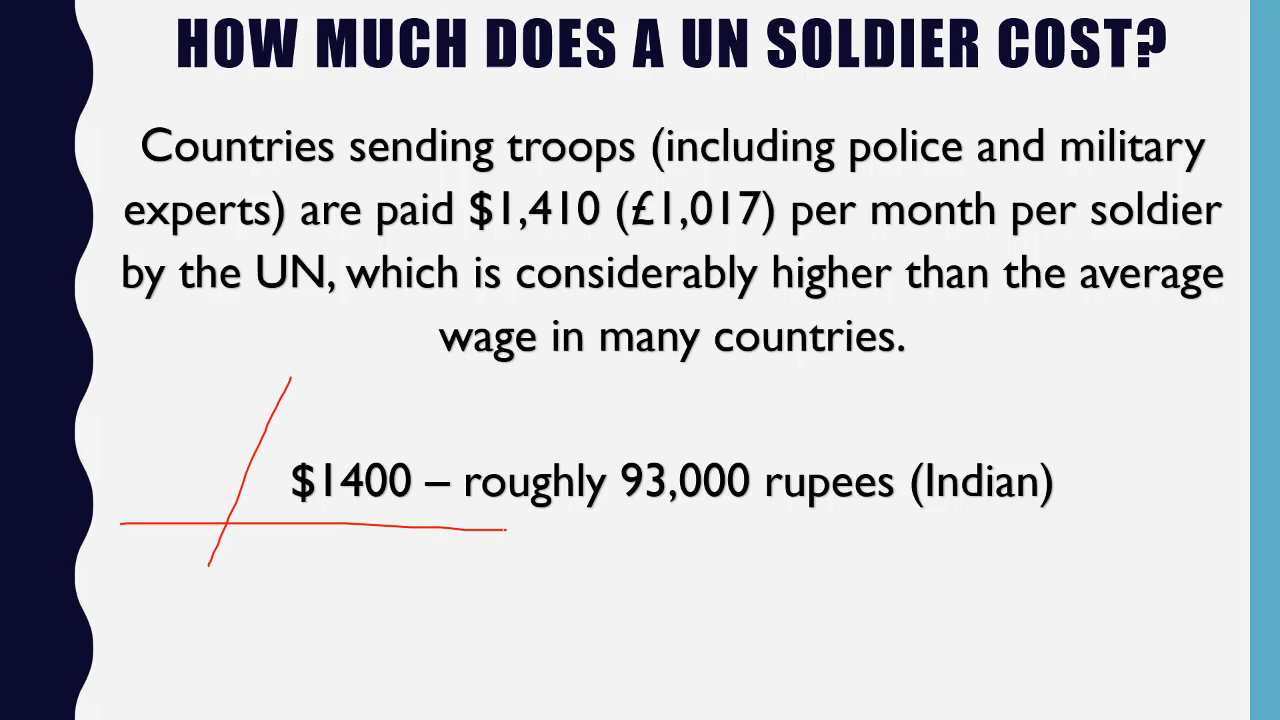 HOW MUCH DOES A UN SOLDIER COST?
Countries sending troops (including police and military
experts) are paid $1,410 (£1,017) per month per soldier
by the UN, which is considerably higher than the average
wage in many countries.
$1400 – roughly 93,000 rupees (Indian)